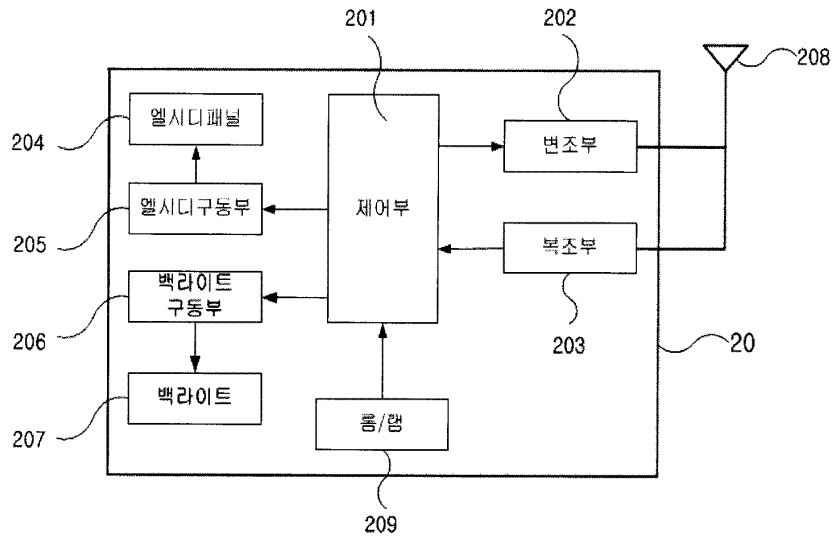 201
202
208
204
엘시디패널
변조부
205
엘시디구동부
제어부
복조부
206
백라이트
구동부
203
20
207
백라이트
롬/램
209